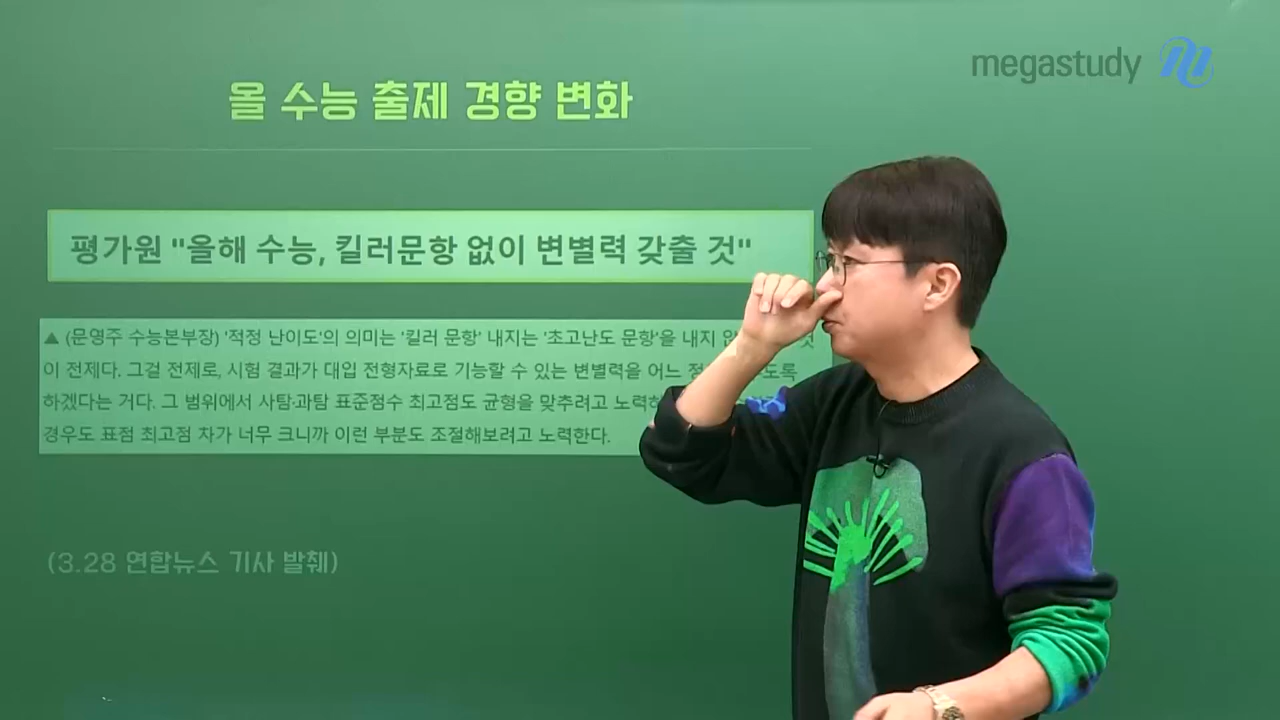 megastudy
올 수능 출제 경향 변화
평가원 "올해 수능, 킬러문항 없이 변별력 갖출 것"
▲ (문영주 수능본부장) '적정 난이도'의 의미는 '킬러 문항' 내지는 '초고난도 문항'을 내지 것
이 전제다. 그걸 전제로, 시험 결과가 대입 전형자료로 기능할 수 있는 변별력을 어느
하겠다는 거다. 그 범위에서 사탐·과탐 표준점수 최고점도 균형을 맞추려고
경우도 표점 최고점 차가 너무 크니까 이런 부분도 조절해보려고 노력한다.
(3.28 연합뉴스 기사 발췌)